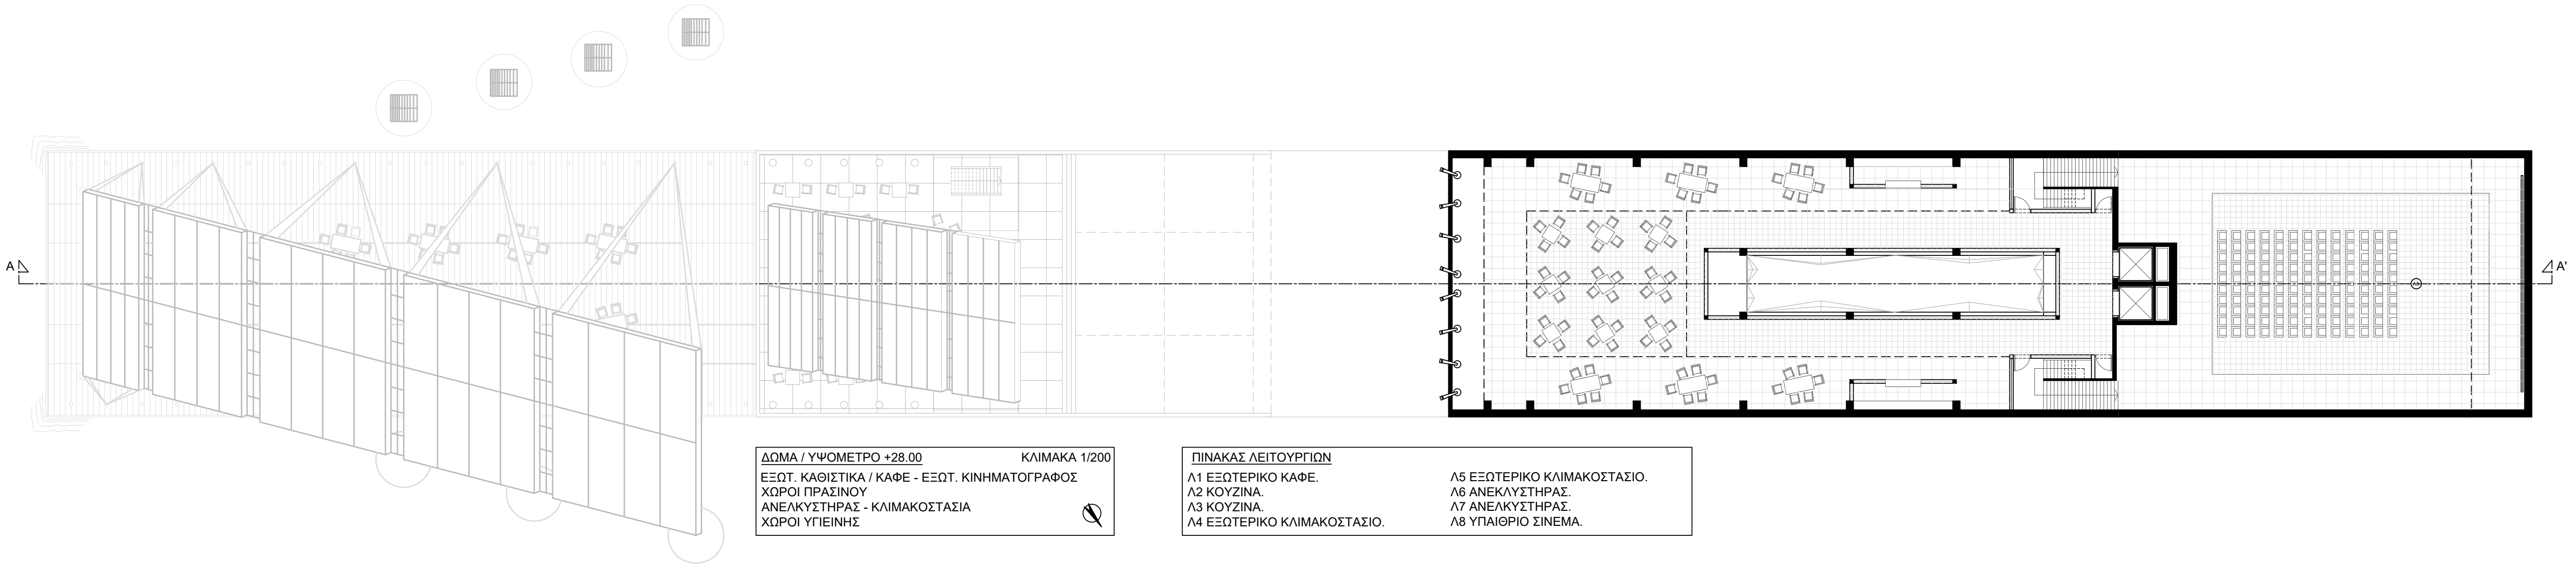 A
A'
ΔΩΜΑ / ΥΨΟΜΕΤΡΟ +28.00 ΚΛΙΜΑΚΑ 1/200
ΕΞΩΤ. ΚΑΘΙΣΤΙΚΑ / ΚΑΦΕ - ΕΞΩΤ. ΚΙΝΗΜΑΤΟΓΡΑΦΟΣ
ΧΩΡΟΙ ΠΡΑΣΙΝΟΥ
ΑΝΕΛΚΥΣΤΗΡΑΣ - ΚΛΙΜΑΚΟΣΤΑΣΙΑ
ΧΩΡΟΙ ΥΓΙΕΙΝΗΣ
ΠΙΝΑΚΑΣ ΛΕΙΤΟΥΡΓΙΩΝ
Λ1 ΕΞΩΤΕΡΙΚΟ ΚΑΦΕ.
Λ2 ΚΟΥΖΙΝΑ.
Λ3 ΚΟΥΖΙΝΑ.
Λ4 ΕΞΩΤΕΡΙΚΟ ΚΛΙΜΑΚΟΣΤΑΣΙΟ.
Λ5 ΕΞΩΤΕΡΙΚΟ ΚΛΙΜΑΚΟΣΤΑΣΙΟ.
Λ6 ΑΝΕΚΛΥΣΤΗΡΑΣ.
Λ7 ΑΝΕΛΚΥΣΤΗΡΑΣ.
Λ8 ΥΠΑΙΘΡΙΟ ΣΙΝΕΜΑ.